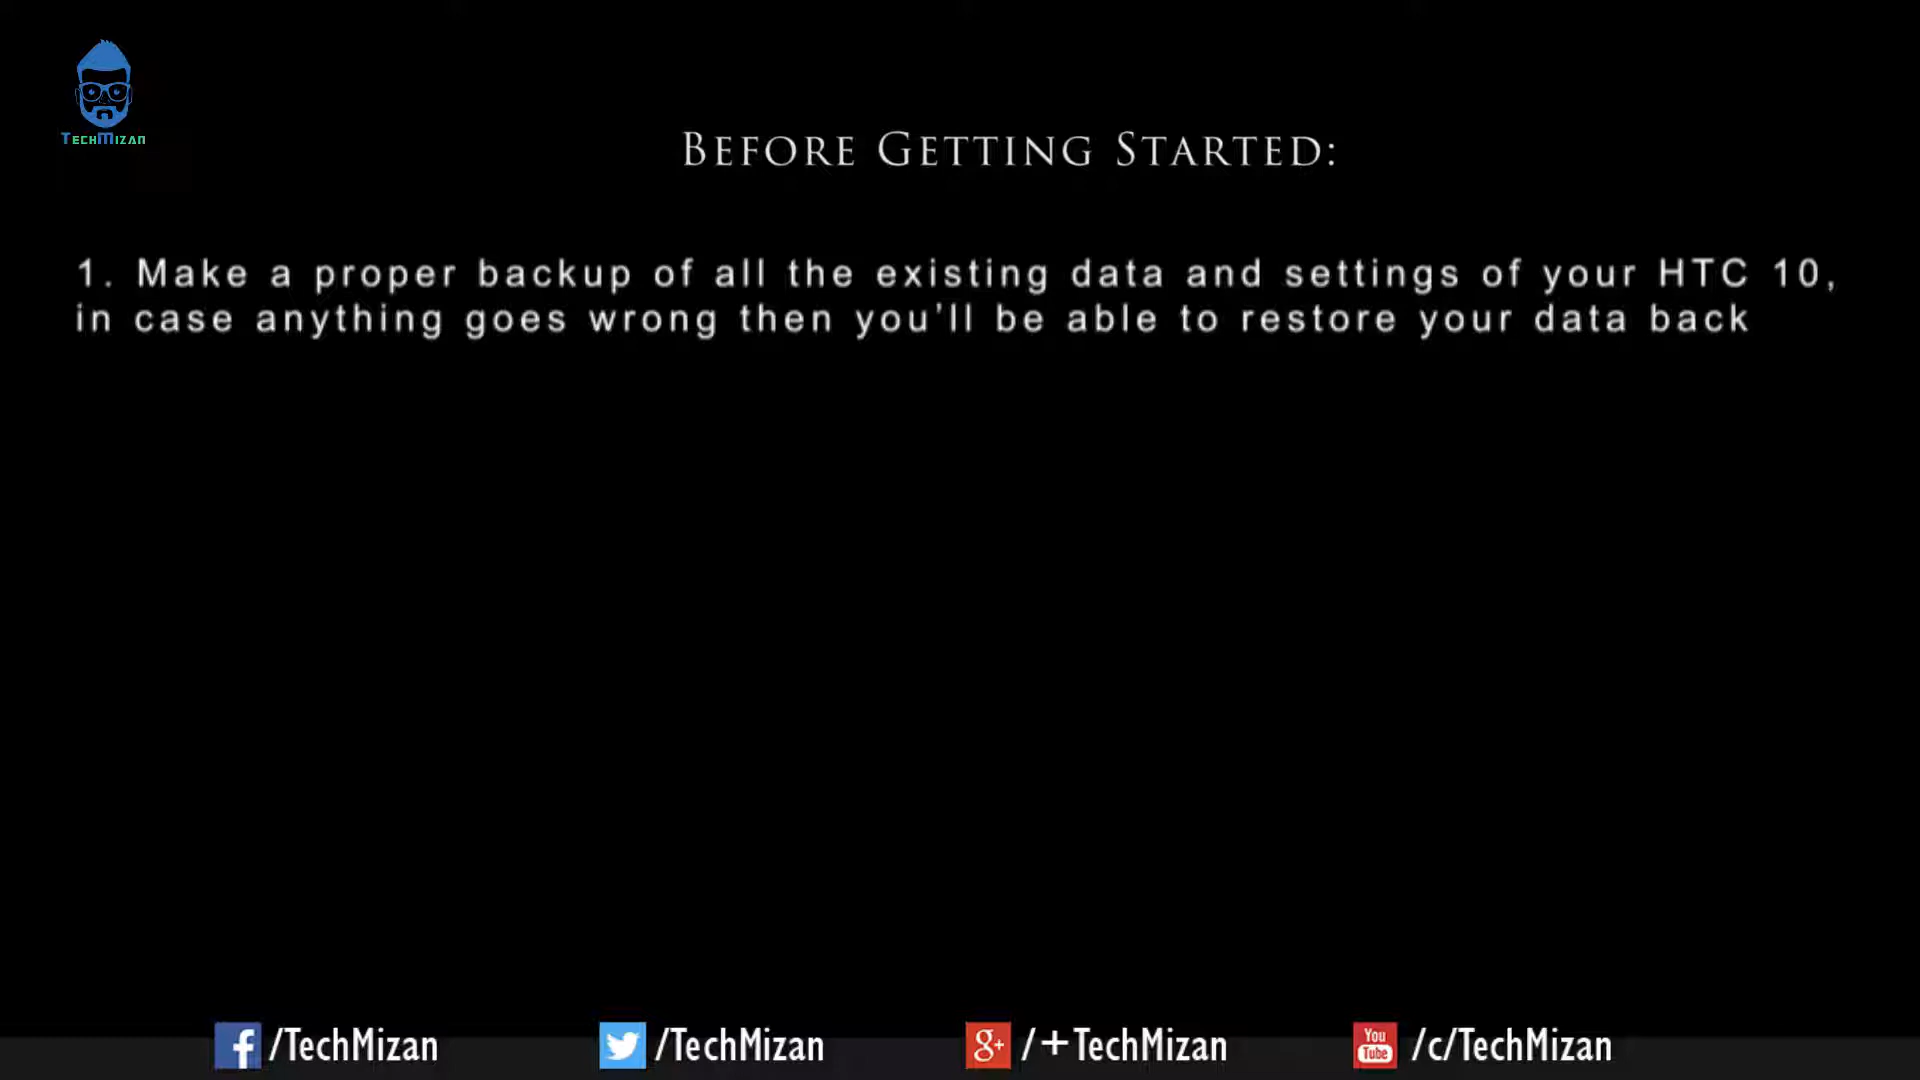 TechMizan
Before Getting Started:
1. Make a proper backup of all the existing data and settings of your HTC 10,
in case anything goes wrong then you'll be able to restore your data back
f /TechMizan
/TechMizan
g+ /+TechMizan
You Tube /c/TechMizan